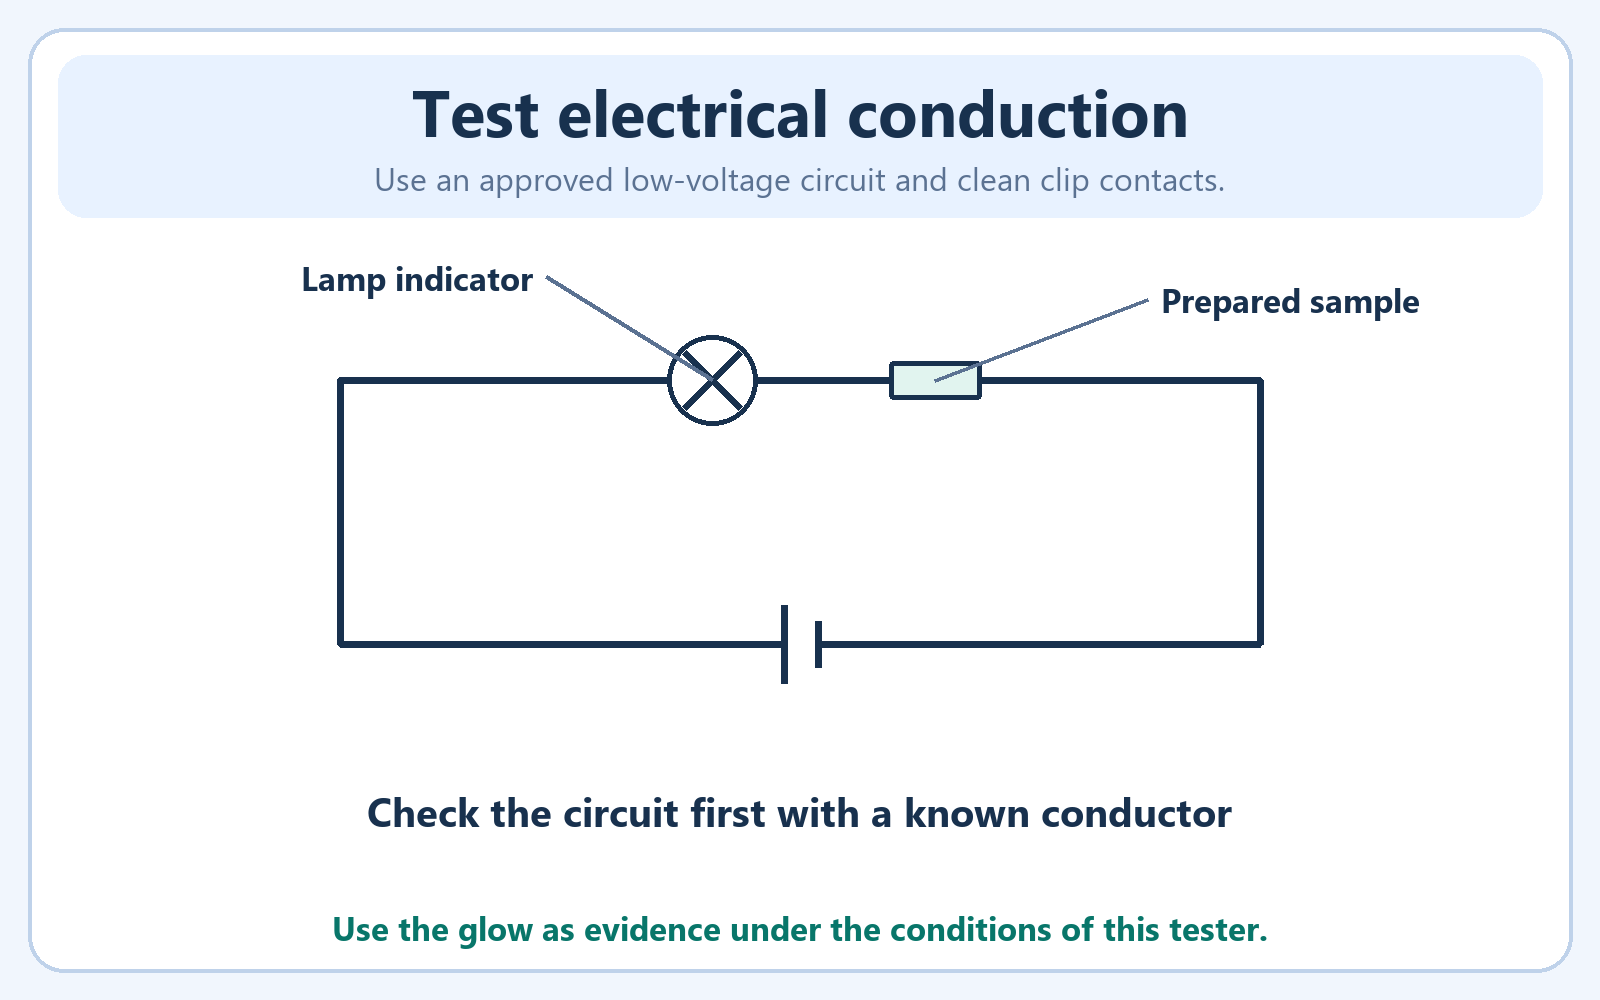 Test electrical conduction
Use an approved low-voltage circuit and clean clip contacts.
Lamp indicator
Prepared sample
Check the circuit first with a known conductor
Use the glow as evidence under the conditions of this tester.